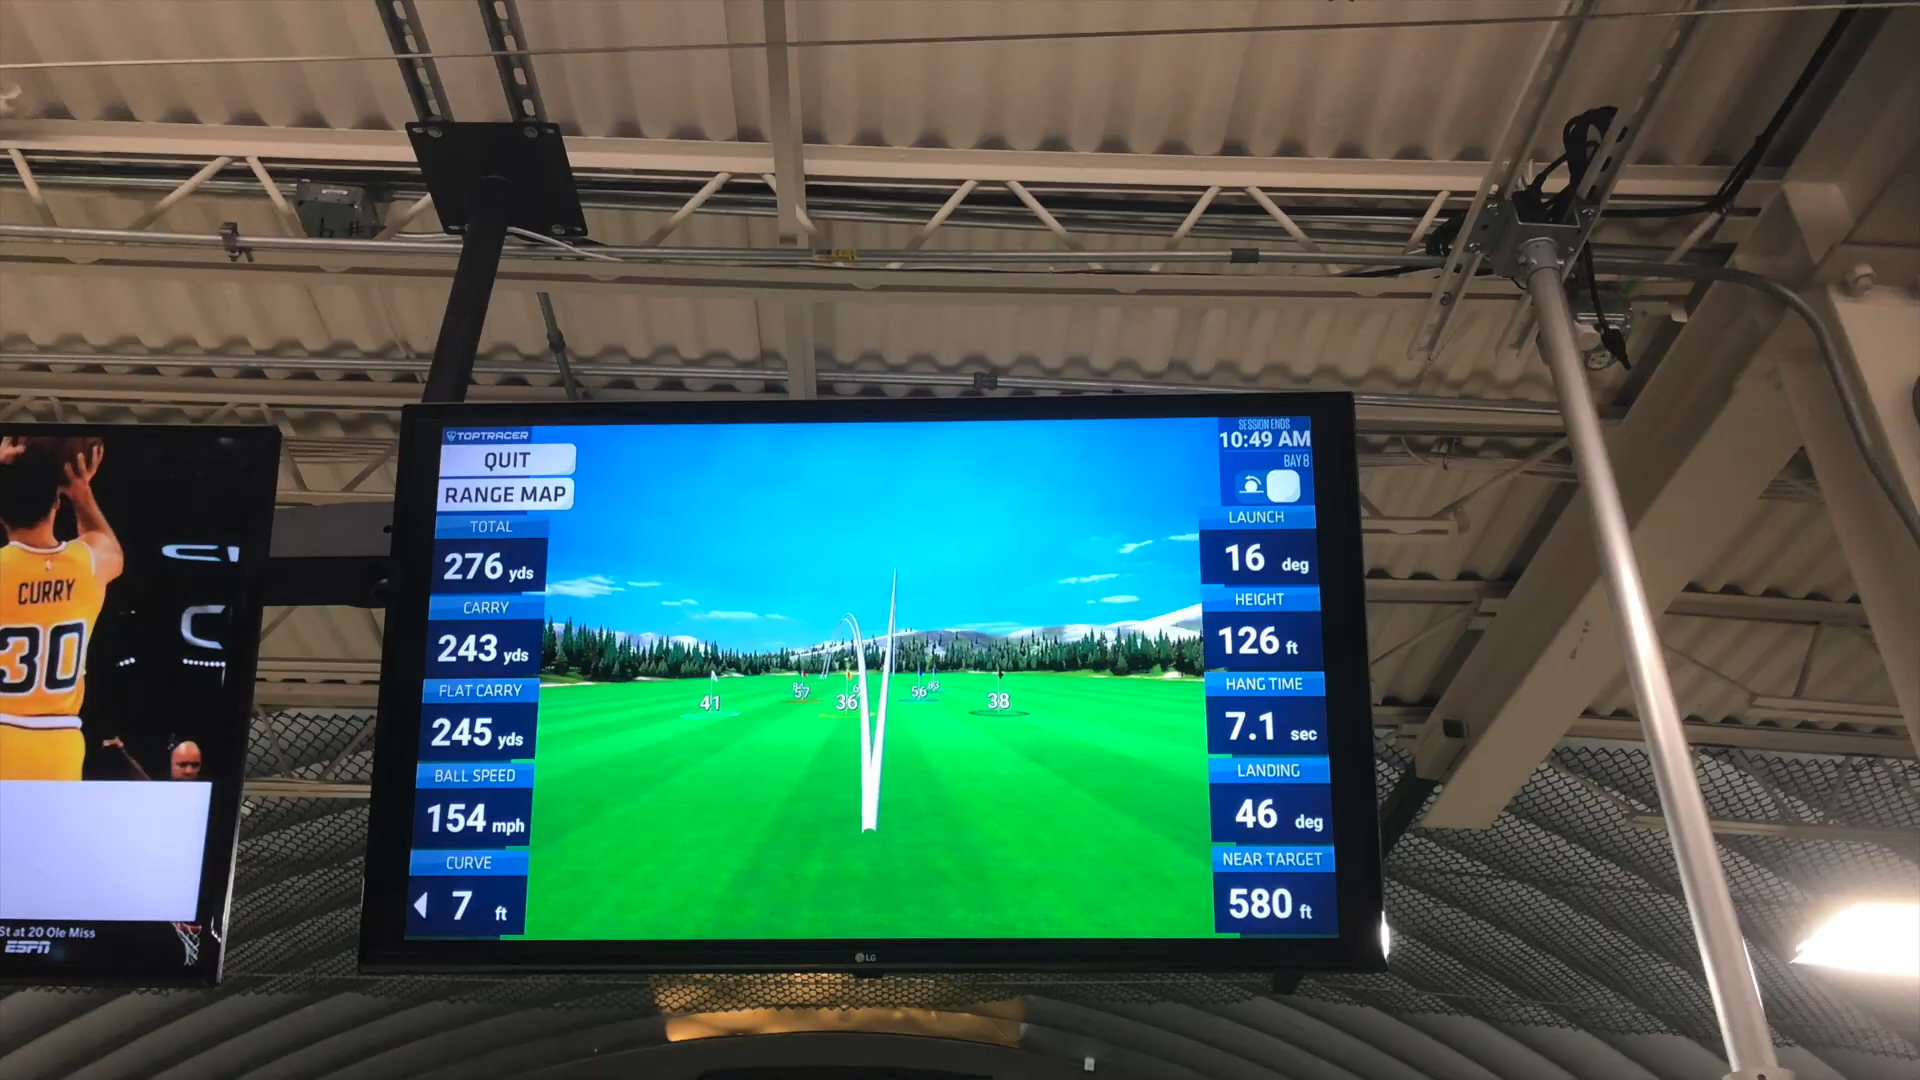 CURRY
30
St at 20 Ole Miss
ESPN
TOPTRACER
QUIT
RANGE MAP
TOTAL
276 yds
CARRY
243 yds
FLAT CARRY
245 yds
BALL SPEED
154 mph
CURVE
7 ft
41
57
36
56
83
38
SESSION ENDS
10:49 AM
BAY 8
LAUNCH
16 deg
HEIGHT
126 ft
HANG TIME
7.1 sec
LANDING
46 deg
NEAR TARGET
580 ft
LG